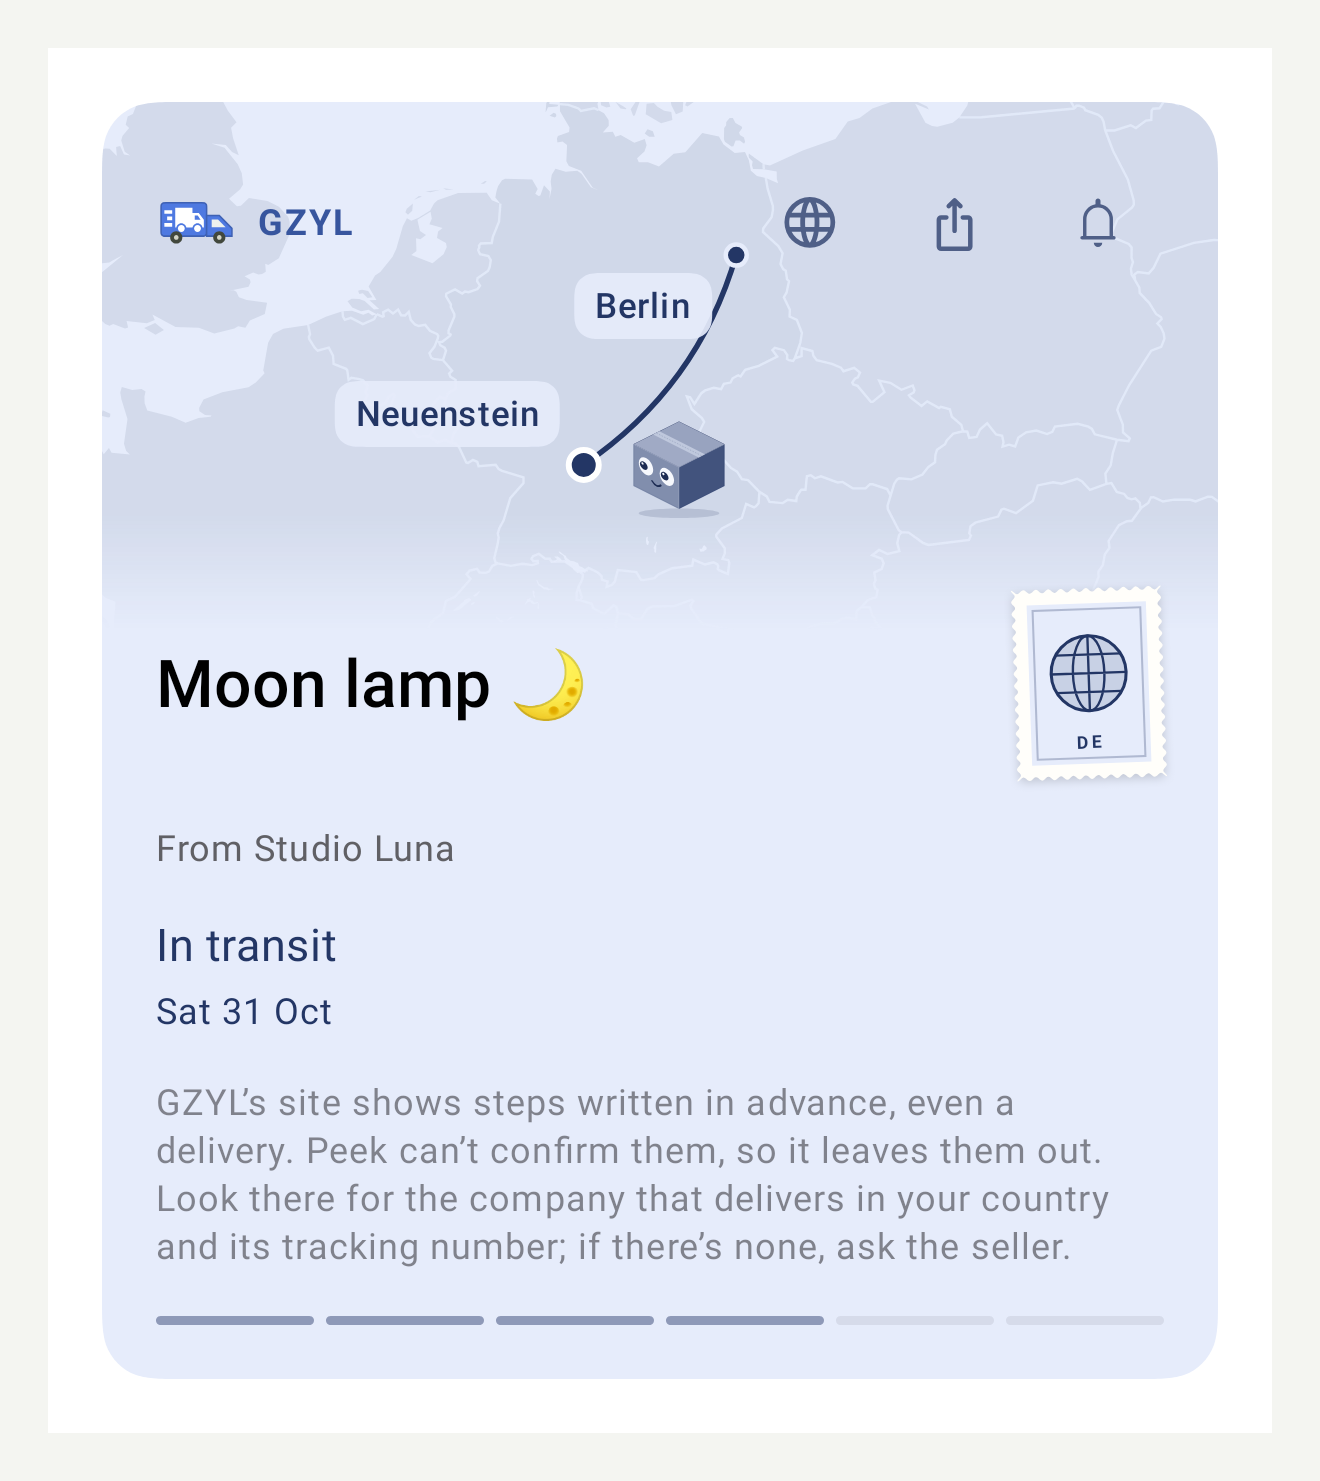 GZYL
Berlin
Neuenstein
Moon lamp 🌙
DE
From Studio Luna
In transit
Sat 31 Oct
GZYL’s site shows steps written in advance, even a
delivery. Peek can’t confirm them, so it leaves them out.
Look there for the company that delivers in your country
and its tracking number; if there’s none, ask the seller.